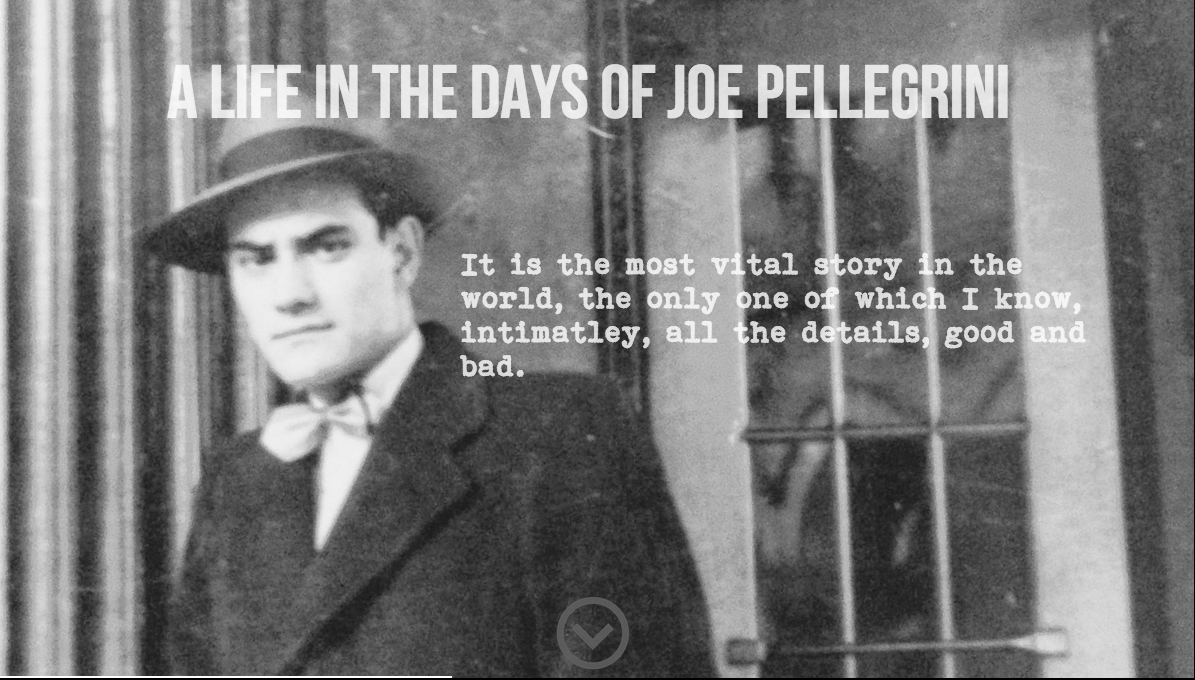 A LIFE IN THE DAYS OF JOE PELLEGRINI
It is the most vital story in the
world, the only one of which I know,
intimatley, all the details, good and
bad.